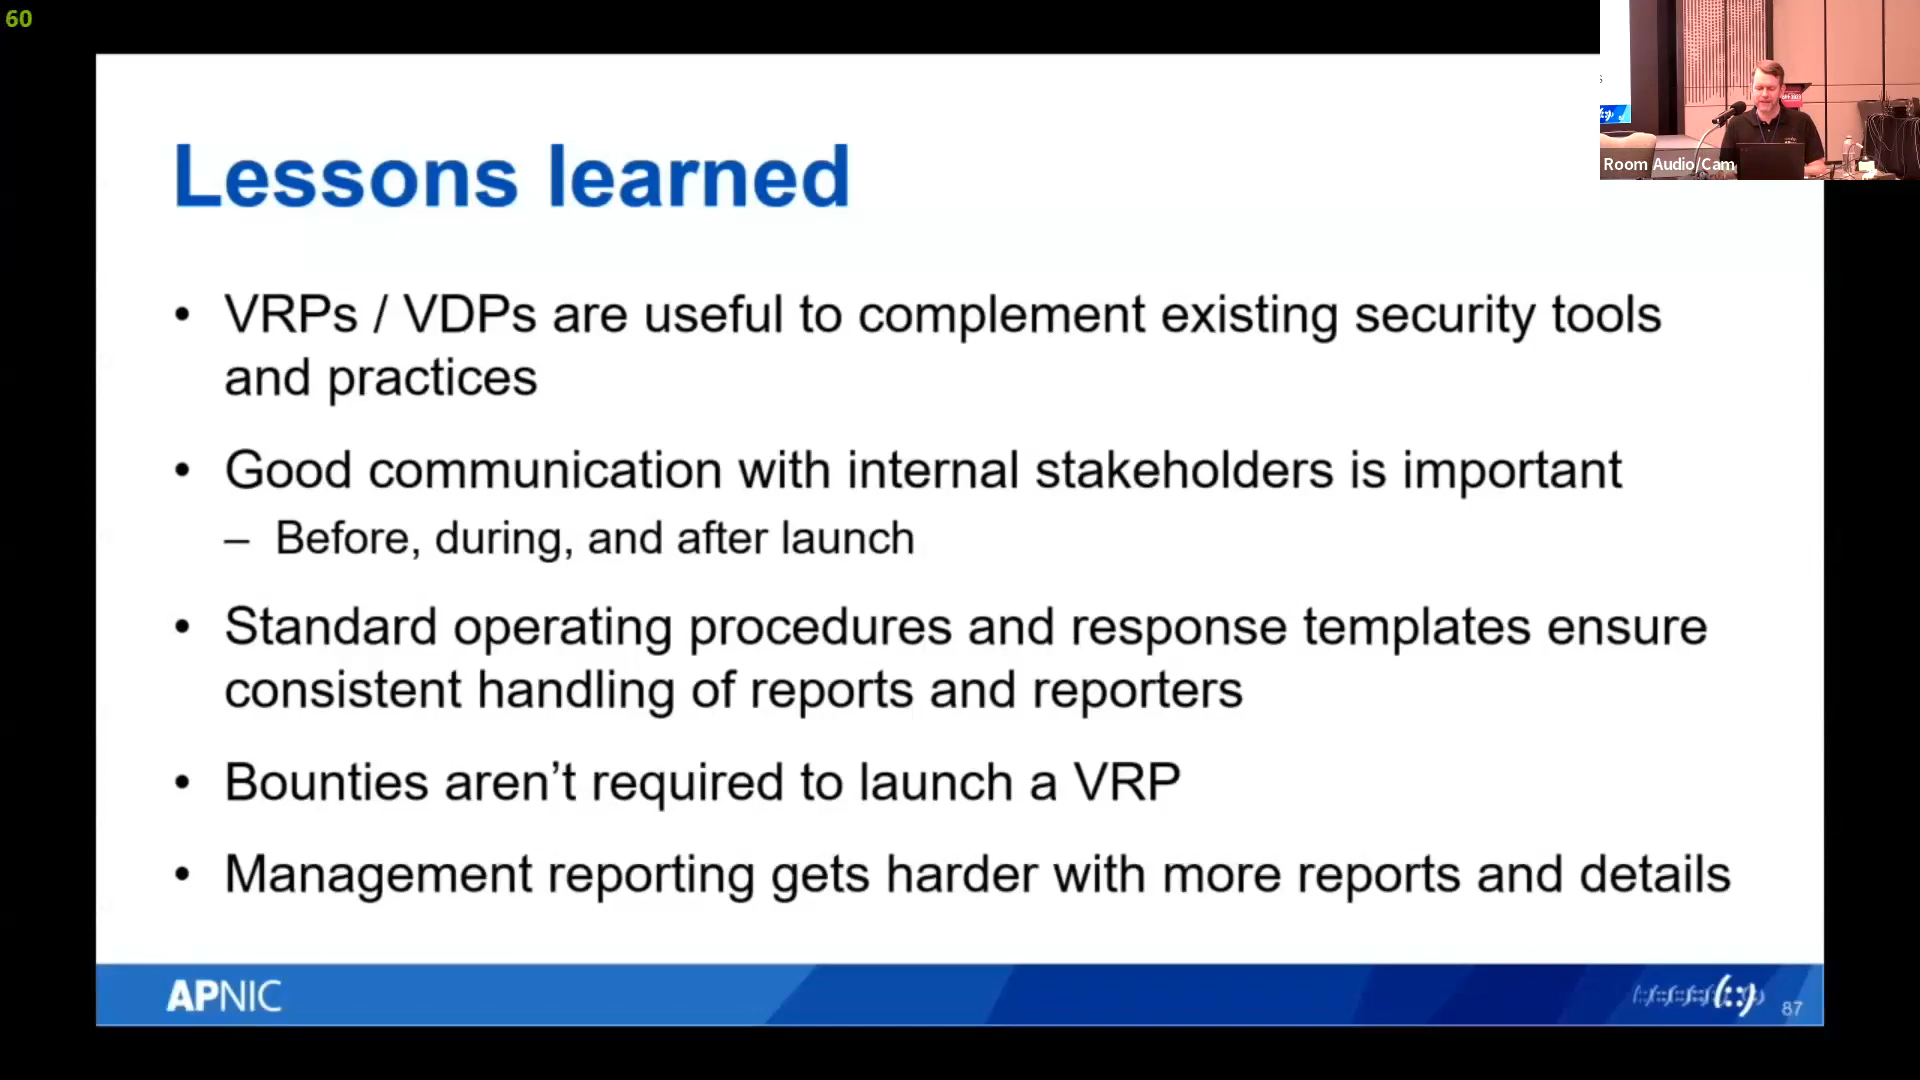 60
Lessons learned
• VRPs / VDPs are useful to complement existing security tools
and practices
• Good communication with internal stakeholders is important
– Before, during, and after launch
• Standard operating procedures and response templates ensure
consistent handling of reports and reporters
• Bounties aren’t required to launch a VRP
• Management reporting gets harder with more reports and details
APNIC
87
Room Audio/Cam